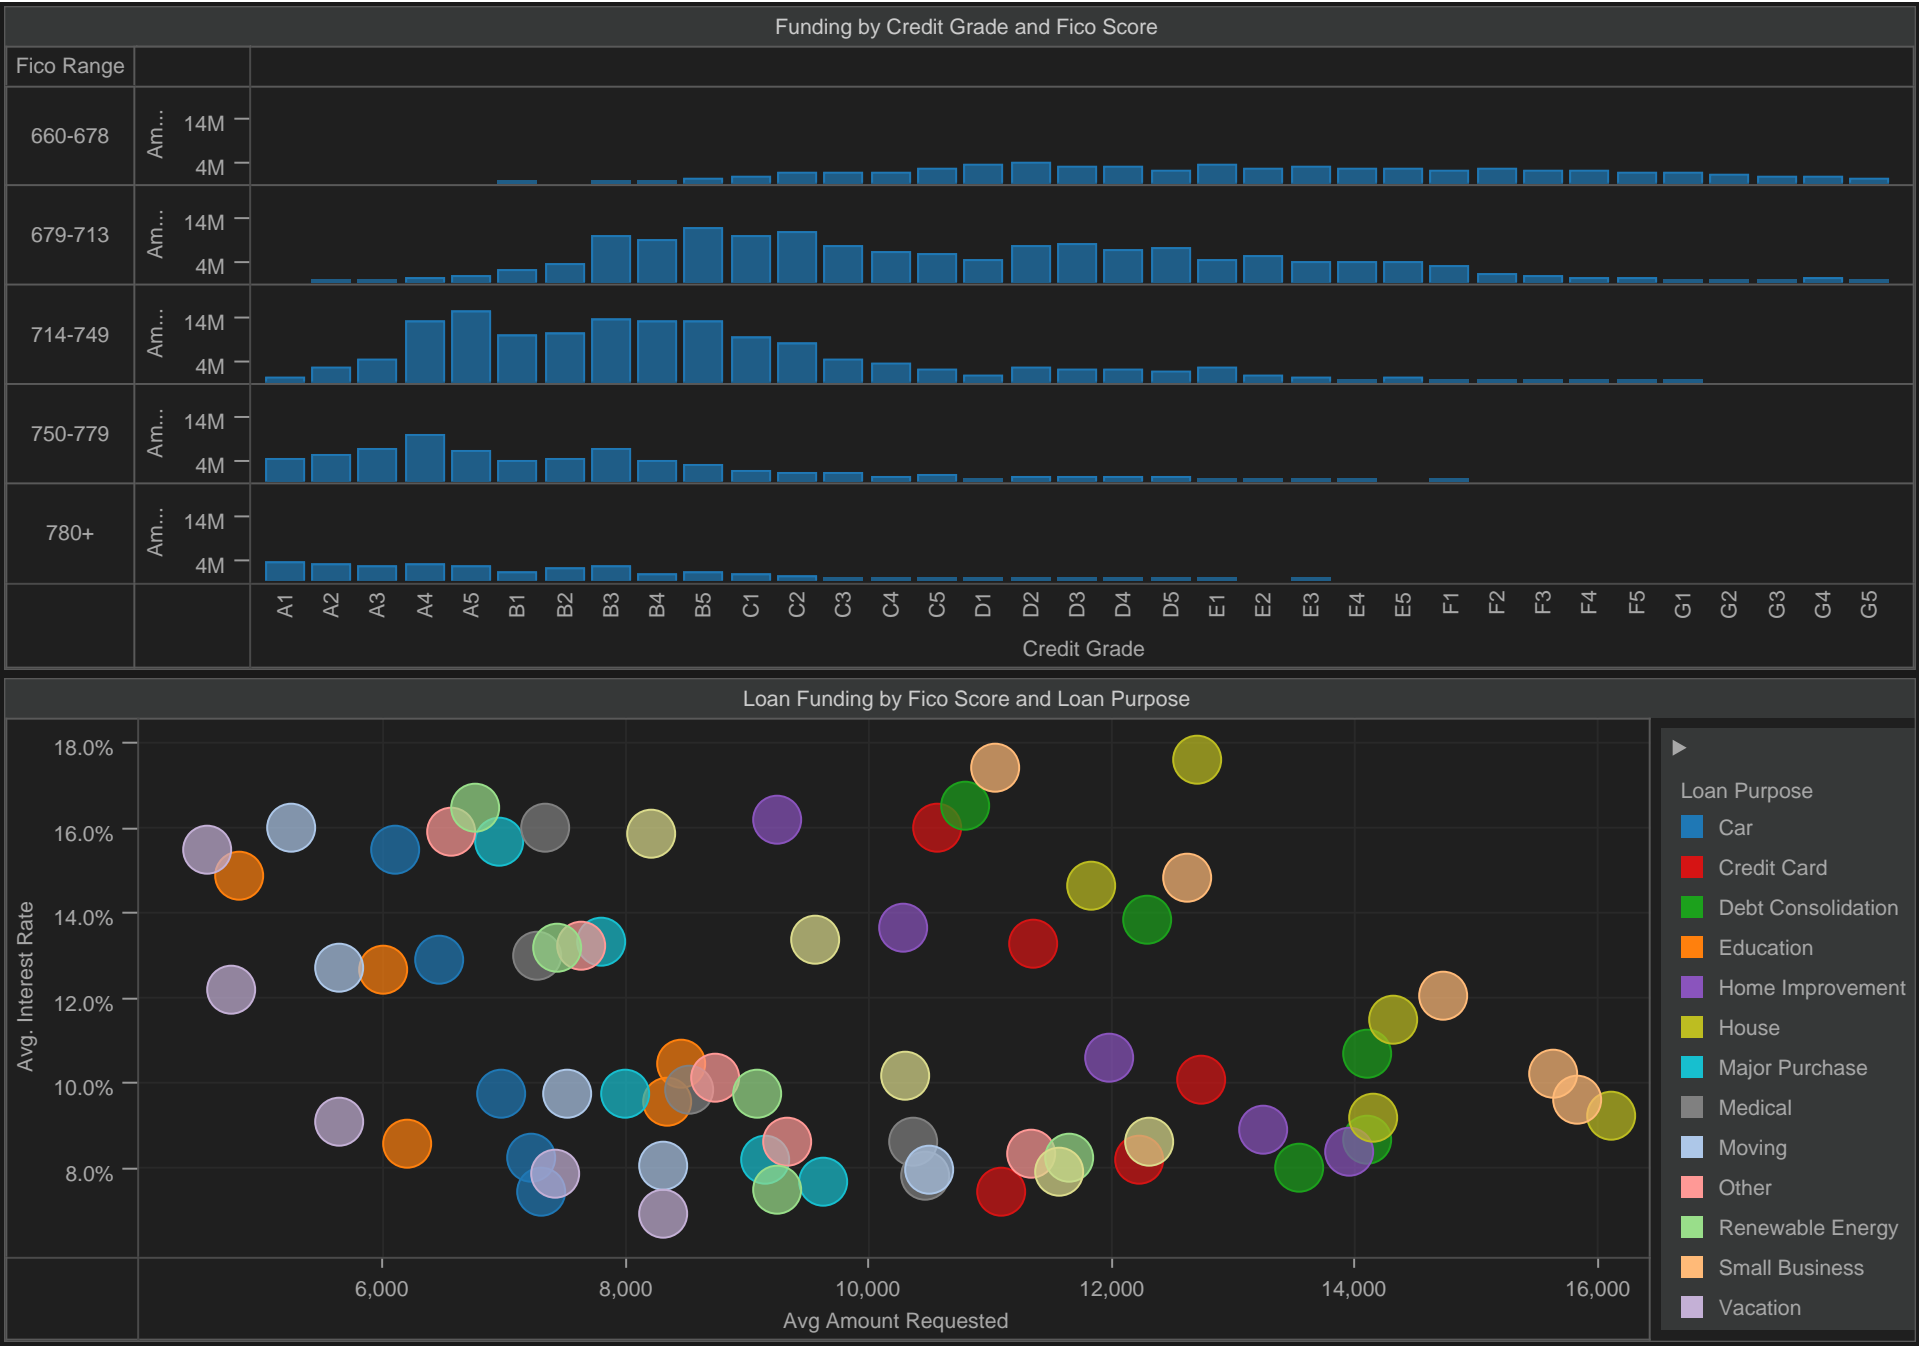 Funding by Credit Grade and Fico Score
Fico Range
660-678
Am...
14M
4M
679-713
Am...
14M
4M
714-749
Am...
14M
4M
750-779
Am...
14M
4M
780+
Am...
14M
4M
A1 A2 A3 A4 A5 B1 B2 B3 B4 B5 C1 C2 C3 C4 C5 D1 D2 D3 D4 D5 E1 E2 E3 E4 E5 F1 F2 F3 F4 F5 G1 G2 G3 G4 G5
Credit Grade
Loan Funding by Fico Score and Loan Purpose
Avg. Interest Rate
18.0%
16.0%
14.0%
12.0%
10.0%
8.0%
6,000 8,000 10,000 12,000 14,000 16,000
Avg Amount Requested
Loan Purpose
Car
Credit Card
Debt Consolidation
Education
Home Improvement
House
Major Purchase
Medical
Moving
Other
Renewable Energy
Small Business
Vacation